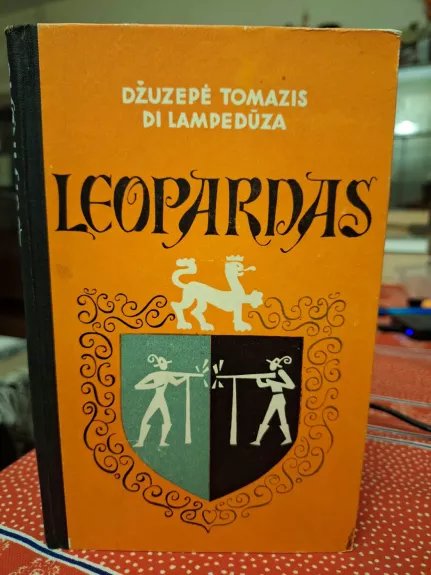 DŽUZEPĖ TOMAZIS
DI LAMPEDŪZA
LEOPARDAS